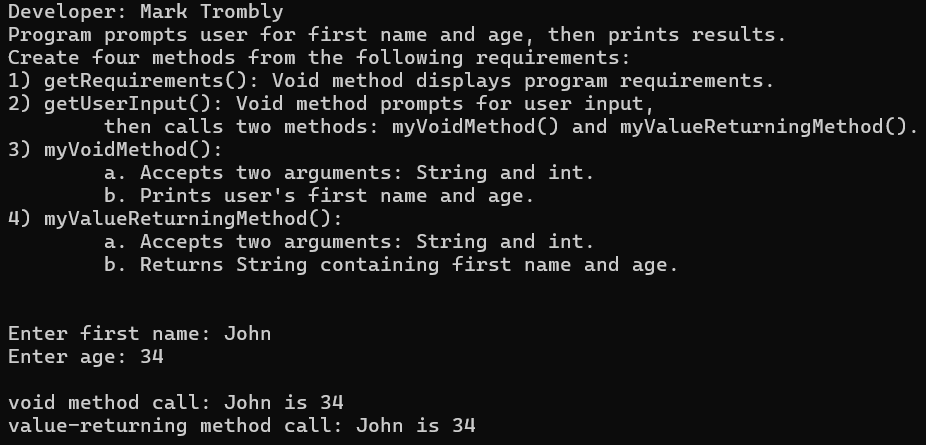 Developer: Mark Trombly
Program prompts user for first name and age, then prints results.
Create four methods from the following requirements:
1) getRequirements(): Void method displays program requirements.
2) getUserInput(): Void method prompts for user input,
then calls two methods: myVoidMethod() and myValueReturningMethod().
3) myVoidMethod():
a. Accepts two arguments: String and int.
b. Prints user's first name and age.
4) myValueReturningMethod():
a. Accepts two arguments: String and int.
b. Returns String containing first name and age.
Enter first name: John
Enter age: 34
void method call: John is 34
value-returning method call: John is 34